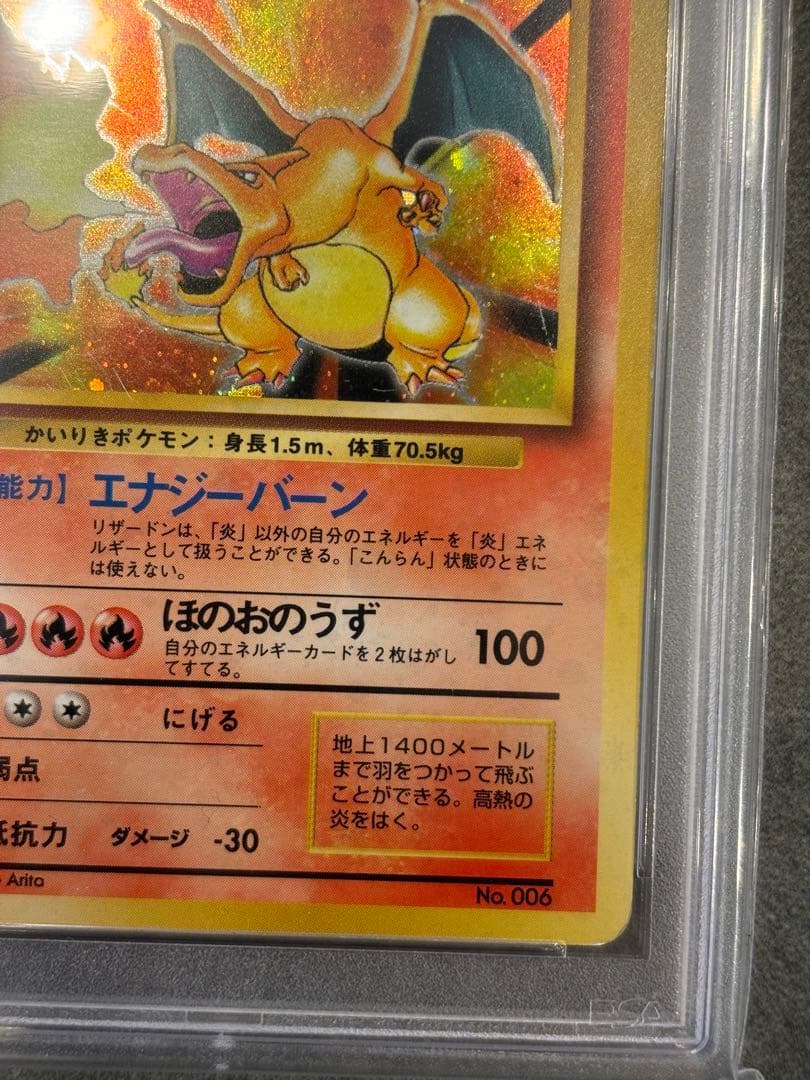 かいりきポケモン：身長1.5m、体重70.5kg
能力】エナジーバーン
リザードンは、「炎」以外の自分のエネルギーを「炎」エネ
ルギーとして扱うことができる。「こんらん」状態のときに
は使えない。
ほのおのうず 100
自分のエネルギーカードを2枚はがし
てすてる。
にげる
地上1400メートル
まで羽をつかって飛ぶ
ことができる。高熱の
炎をはく。
弱点
抵抗力 ダメージ -30
Arita
No. 006
PSA